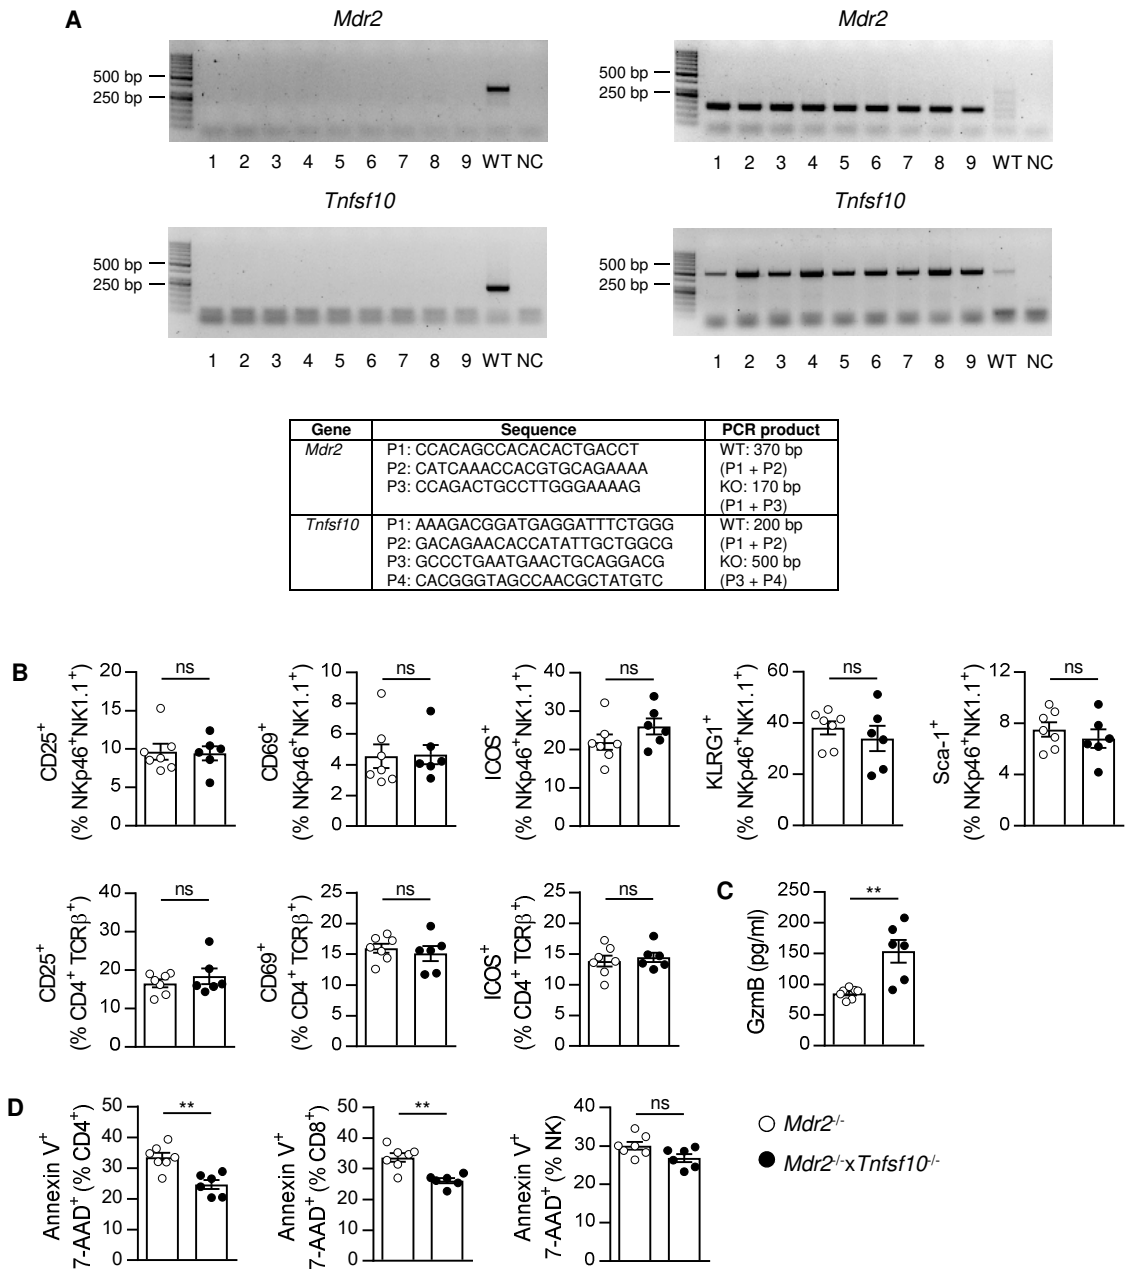 A
Mdr2
Mdr2
500 bp
250 bp
500 bp
250 bp
1 2 3 4 5 6 7 8 9 WT NC
1 2 3 4 5 6 7 8 9 WT NC
Tnfsf10
Tnfsf10
500 bp
250 bp
500 bp
250 bp
1 2 3 4 5 6 7 8 9 WT NC
1 2 3 4 5 6 7 8 9 WT NC
Gene Sequence PCR product
Mdr2 P1: CCACAGCCACACACTGACCT WT: 370 bp
P2: CATCAAACCACGTGCAGAAAA (P1 + P2)
P3: CCAGACTGCCTTGGGAAAAG KO: 170 bp
(P1 + P3)
Tnfsf10 P1: AAAGACGGATGAGGATTTCTGGG WT: 200 bp
P2: GACAGAACACCATATTGCTGGCG (P1 + P2)
P3: GCCCTGAATGAACTGCAGGACG KO: 500 bp
P4: CACGGGTAGCCAACGCTATGTC (P3 + P4)
B
CD25⁺
(% NKp46⁺NK1.1⁺)
20
15
10
5
0
ns
CD69⁺
(% NKp46⁺NK1.1⁺)
10
8
6
4
2
0
ns
ICOS⁺
(% NKp46⁺NK1.1⁺)
40
30
20
10
0
ns
KLRG1⁺
(% NKp46⁺NK1.1⁺)
60
40
20
0
ns
Sca-1⁺
(% NKp46⁺NK1.1⁺)
12
8
4
0
ns
CD25⁺
(% CD4⁺ TCRβ⁺)
40
30
20
10
0
ns
CD69⁺
(% CD4⁺ TCRβ⁺)
25
20
15
10
5
0
ns
ICOS⁺
(% CD4⁺ TCRβ⁺)
25
20
15
10
5
0
ns
C
GzmB (pg/ml)
250
200
150
100
50
0
**
D
Annexin V⁺
7-AAD⁺ (% CD4⁺)
50
40
30
20
10
0
**
Annexin V⁺
7-AAD⁺ (% CD8⁺)
50
40
30
20
10
0
**
Annexin V⁺
7-AAD⁺ (% NK)
40
30
20
10
0
ns
Mdr2⁻/⁻
Mdr2⁻/⁻xTnfsf10⁻/⁻